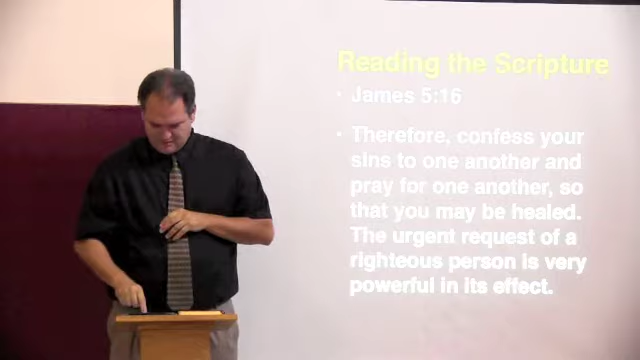 Reading the Scripture
• James 5:16
• Therefore, confess your
sins to one another and
pray for one another, so
that you may be healed.
The urgent request of a
righteous person is very
powerful in its effect.